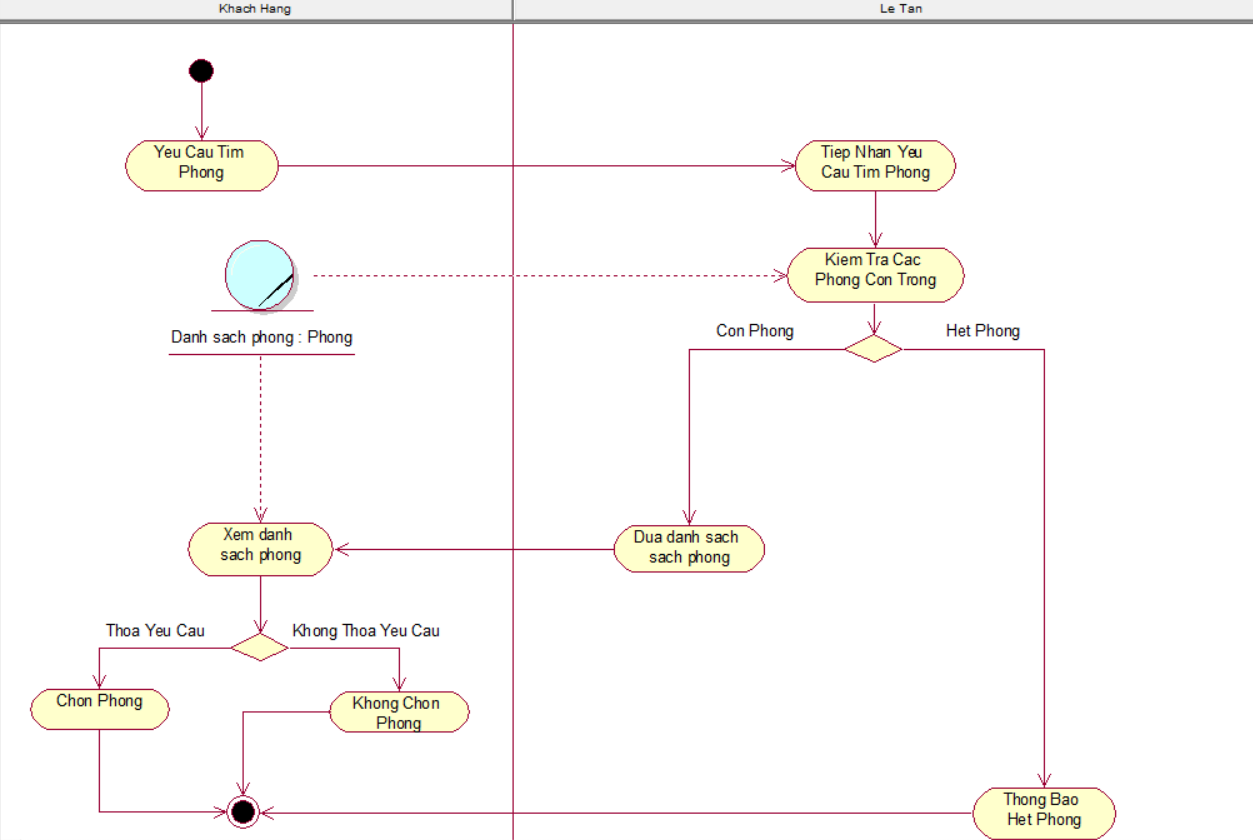 Khach Hang
Le Tan
Yeu Cau Tim
Phong
Tiep Nhan Yeu
Cau Tim Phong
Kiem Tra Cac
Phong Con Trong
Danh sach phong : Phong
Con Phong
Het Phong
Xem danh
sach phong
Dua danh sach
sach phong
Thoa Yeu Cau
Khong Thoa Yeu Cau
Chon Phong
Khong Chon
Phong
Thong Bao
Het Phong